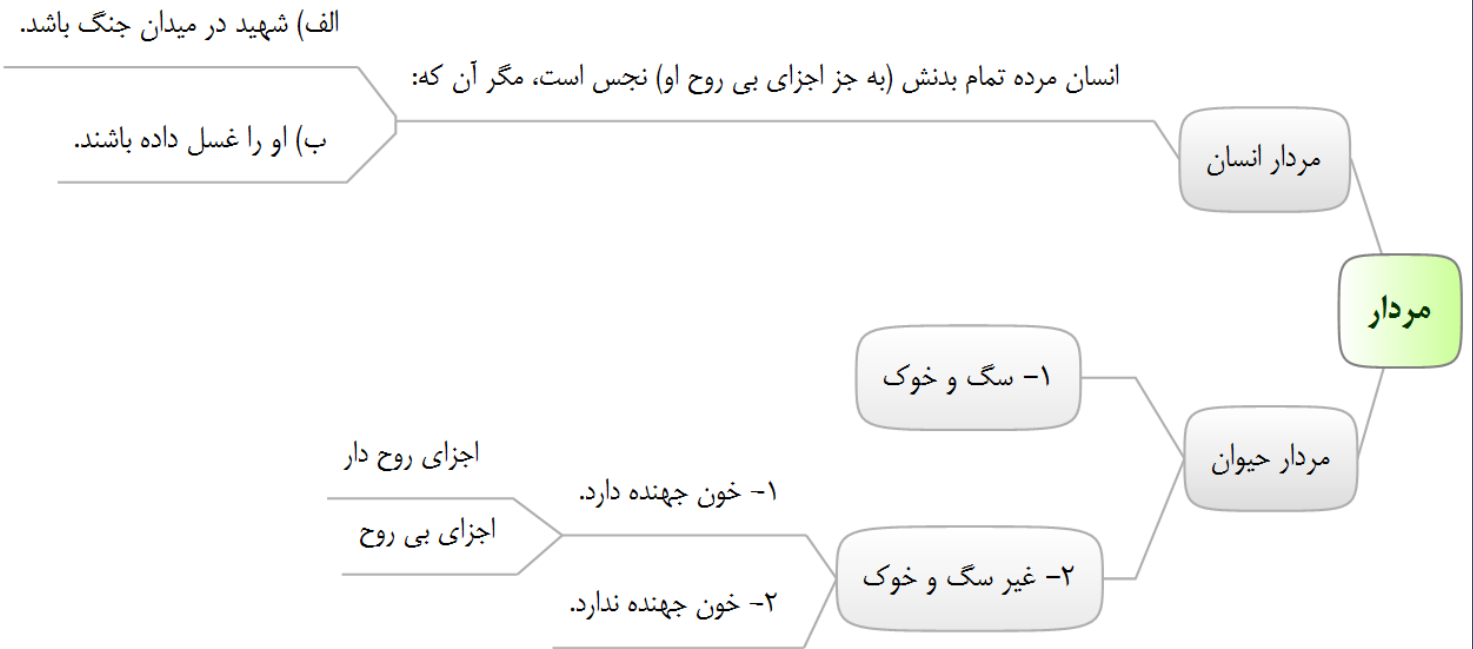 مردار
مردار انسان
انسان مرده تمام بدنش (به جز اجزای بی روح او) نجس است، مگر آن که:
الف) شهید در میدان جنگ باشد.
ب) او را غسل داده باشند.
مردار حیوان
۱- سگ و خوک
۲- غیر سگ و خوک
۱- خون جهنده دارد.
اجزای روح دار
اجزای بی روح
۲- خون جهنده ندارد.